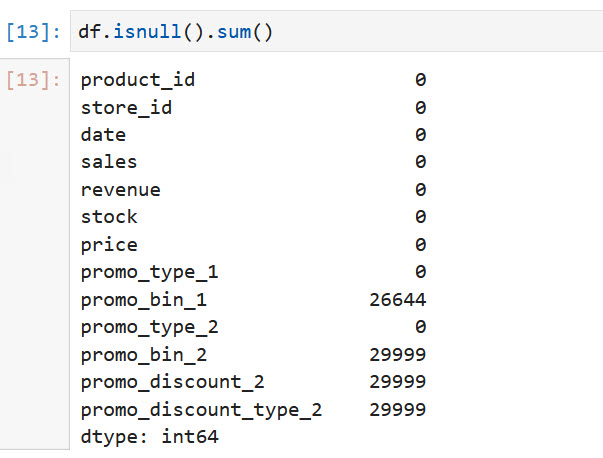 [13]: df.isnull().sum()
[13]: product_id 0
store_id 0
date 0
sales 0
revenue 0
stock 0
price 0
promo_type_1 0
promo_bin_1 26644
promo_type_2 0
promo_bin_2 29999
promo_discount_2 29999
promo_discount_type_2 29999
dtype: int64